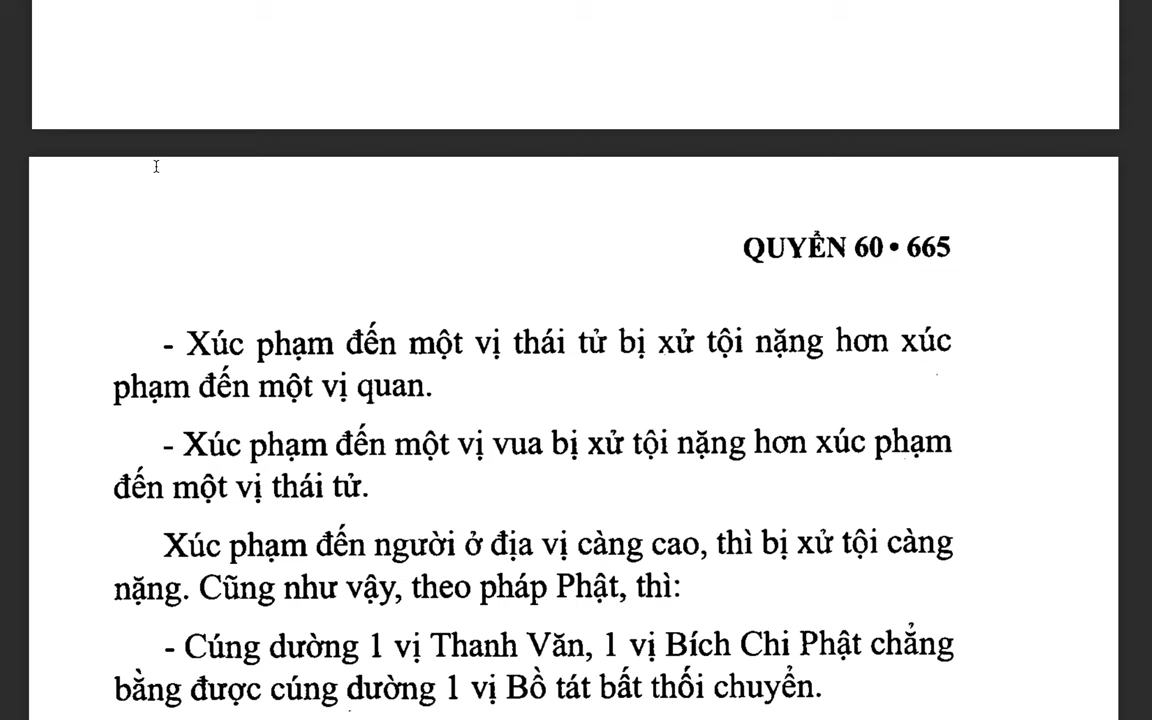 QUYỂN 60 • 665
- Xúc phạm đến một vị thái tử bị xử tội nặng hơn xúc
phạm đến một vị quan.
- Xúc phạm đến một vị vua bị xử tội nặng hơn xúc phạm
đến một vị thái tử.
Xúc phạm đến người ở địa vị càng cao, thì bị xử tội càng
nặng. Cũng như vậy, theo pháp Phật, thì:
- Cúng dường 1 vị Thanh Văn, 1 vị Bích Chi Phật chẳng
bằng được cúng dường 1 vị Bồ tát bất thối chuyển.